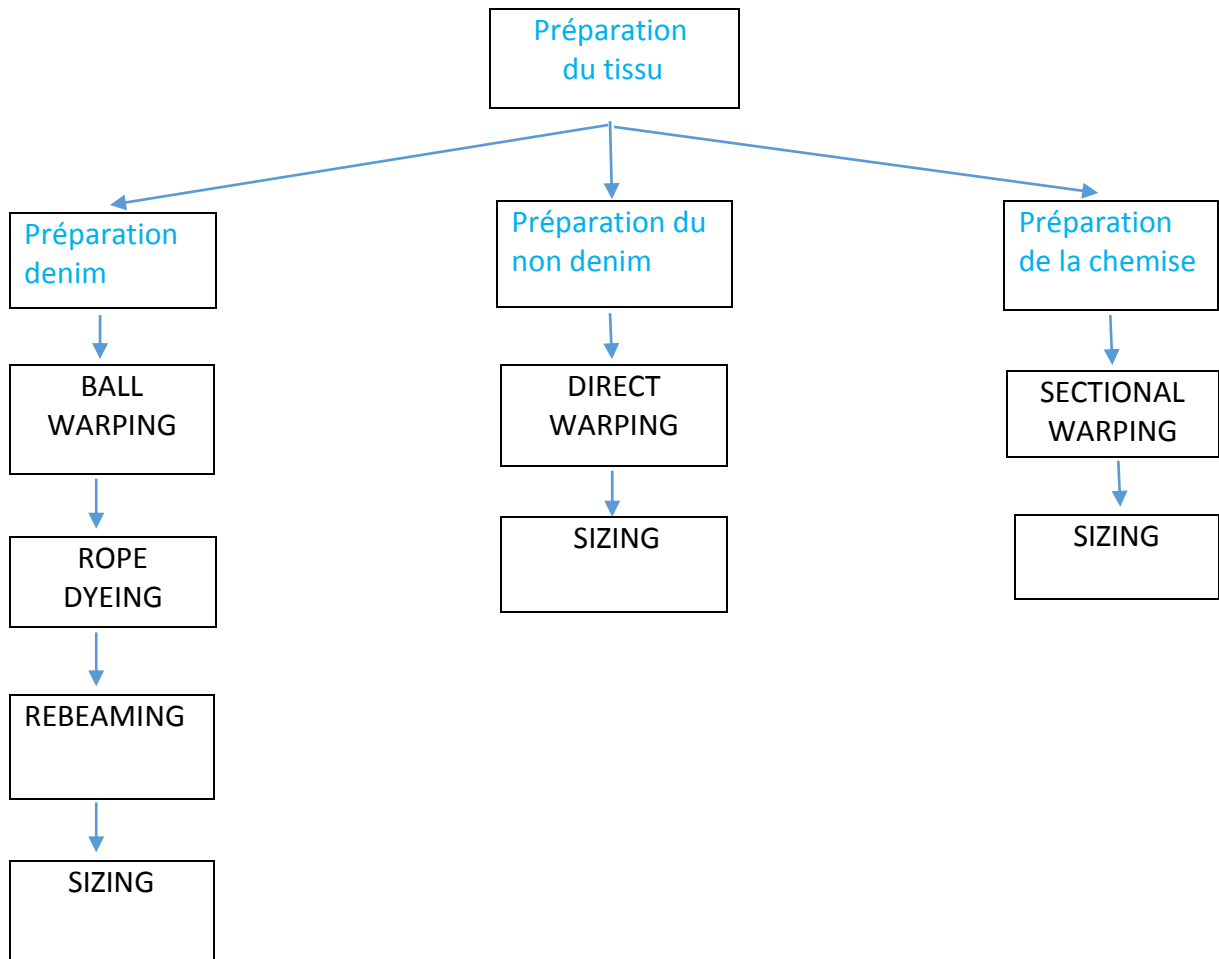 Préparation
du tissu
Préparation
denim
Préparation du
non denim
Préparation
de la chemise
BALL
WARPING
DIRECT
WARPING
SECTIONAL
WARPING
ROPE
DYEING
SIZING
SIZING
REBEAMING
SIZING